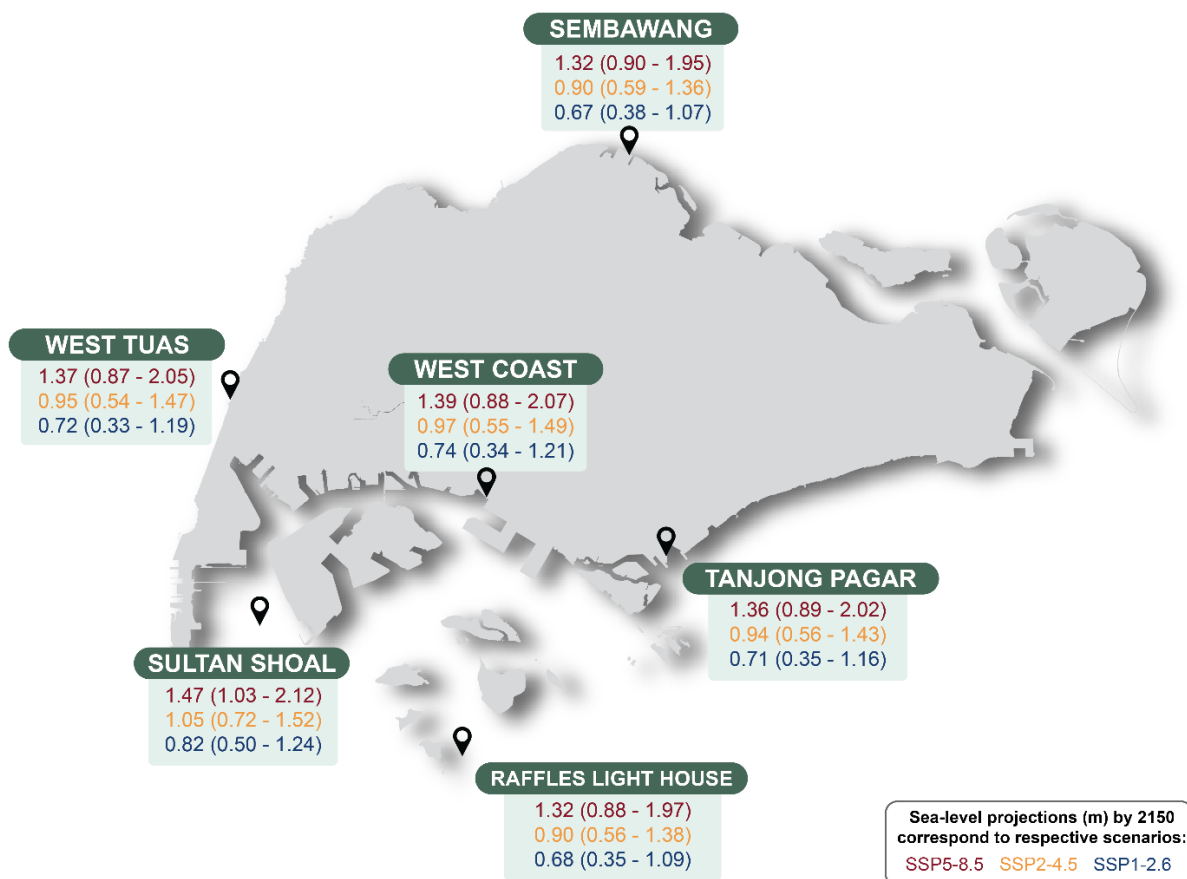 SEMBAWANG
1.32 (0.90 - 1.95)
0.90 (0.59 - 1.36)
0.67 (0.38 - 1.07)
WEST TUAS
1.37 (0.87 - 2.05)
0.95 (0.54 - 1.47)
0.72 (0.33 - 1.19)
WEST COAST
1.39 (0.88 - 2.07)
0.97 (0.55 - 1.49)
0.74 (0.34 - 1.21)
TANJONG PAGAR
1.36 (0.89 - 2.02)
0.94 (0.56 - 1.43)
0.71 (0.35 - 1.16)
SULTAN SHOAL
1.47 (1.03 - 2.12)
1.05 (0.72 - 1.52)
0.82 (0.50 - 1.24)
RAFFLES LIGHT HOUSE
1.32 (0.88 - 1.97)
0.90 (0.56 - 1.38)
0.68 (0.35 - 1.09)
Sea-level projections (m) by 2150
correspond to respective scenarios:
SSP5-8.5 SSP2-4.5 SSP1-2.6